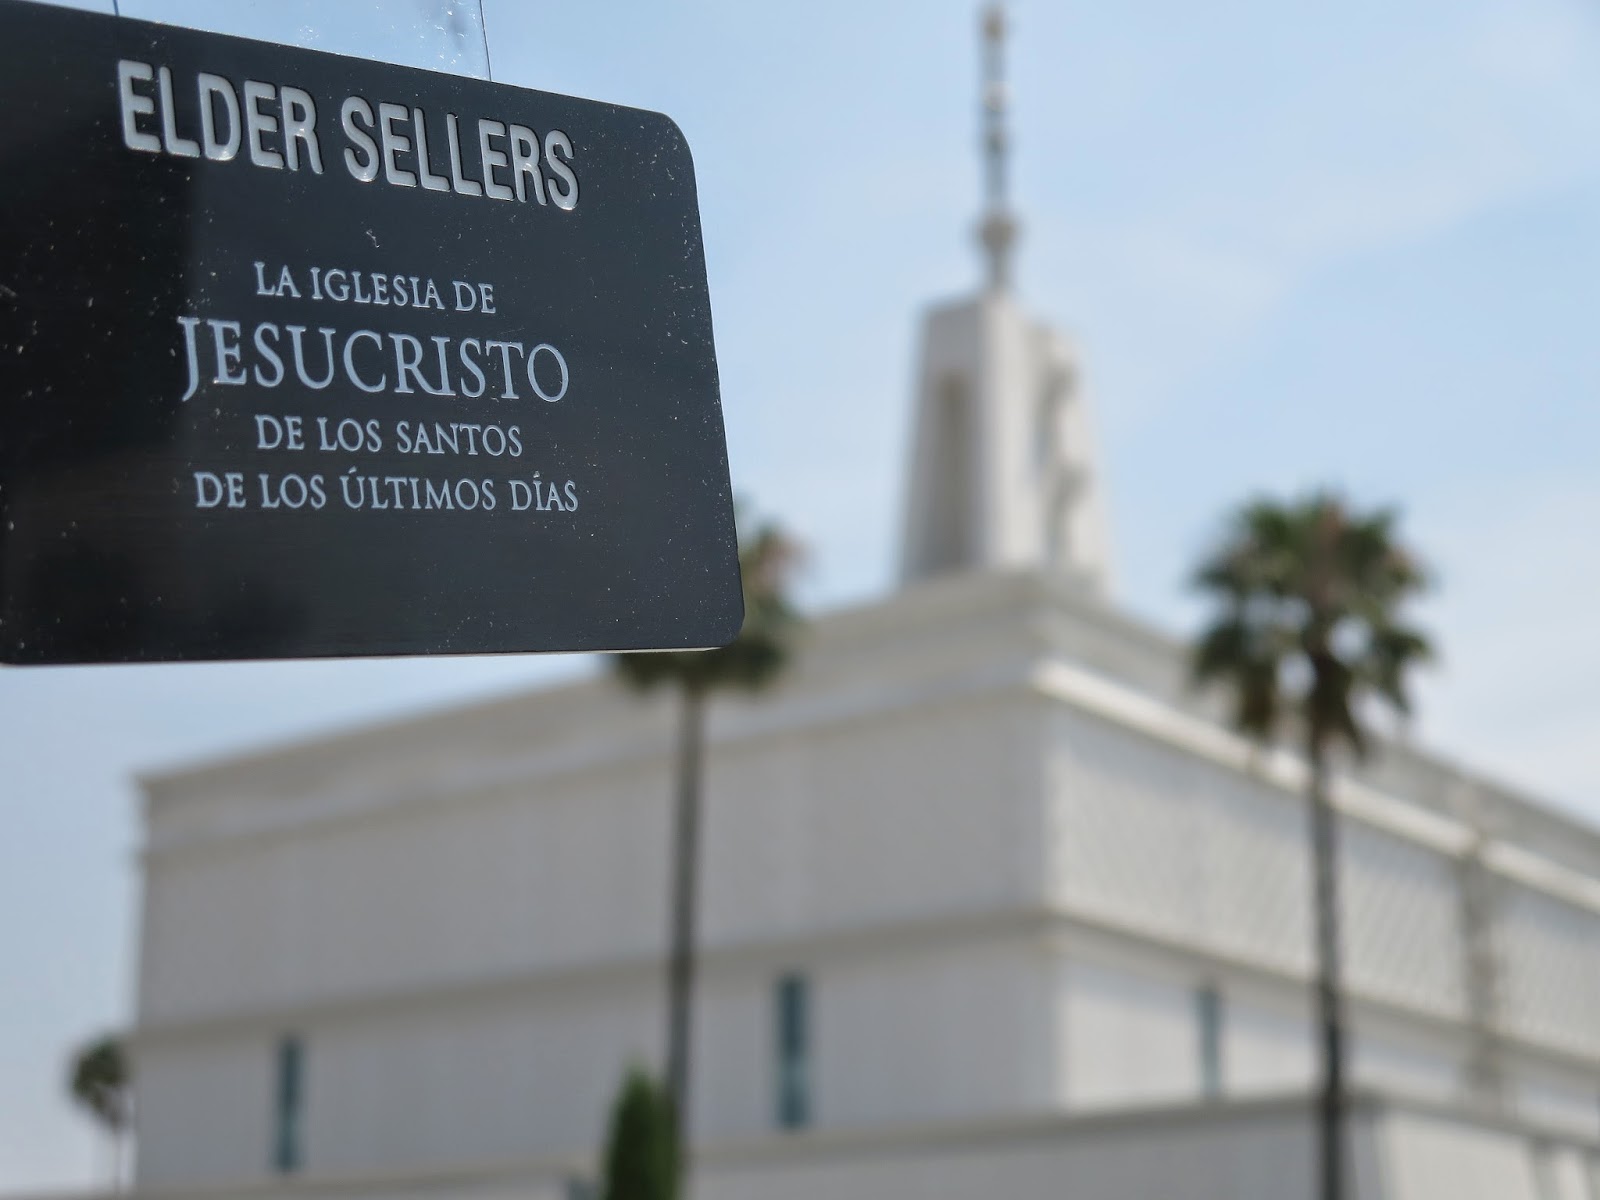 ELDER SELLERS
LA IGLESIA DE
JESUCRISTO
DE LOS SANTOS
DE LOS ÚLTIMOS DÍAS